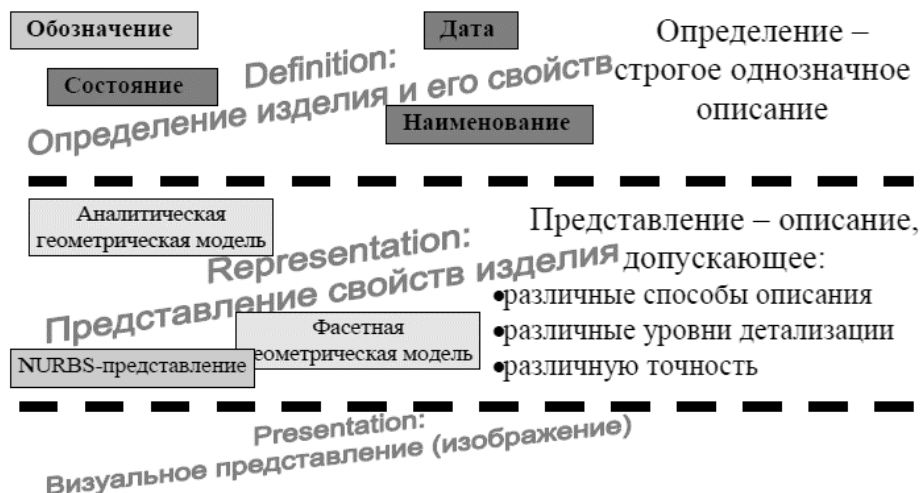 Обозначение
Дата
Состояние
Definition:
Определение изделия и его свойств
Наименование
Определение –
строгое однозначное
описание
Аналитическая
геометрическая модель
Representation:
Представление свойств изделия
Фасетная
геометрическая модель
NURBS-представление
Представление – описание,
допускающее:
•различные способы описания
•различные уровни детализации
•различную точность
Presentation:
Визуальное представление (изображение)